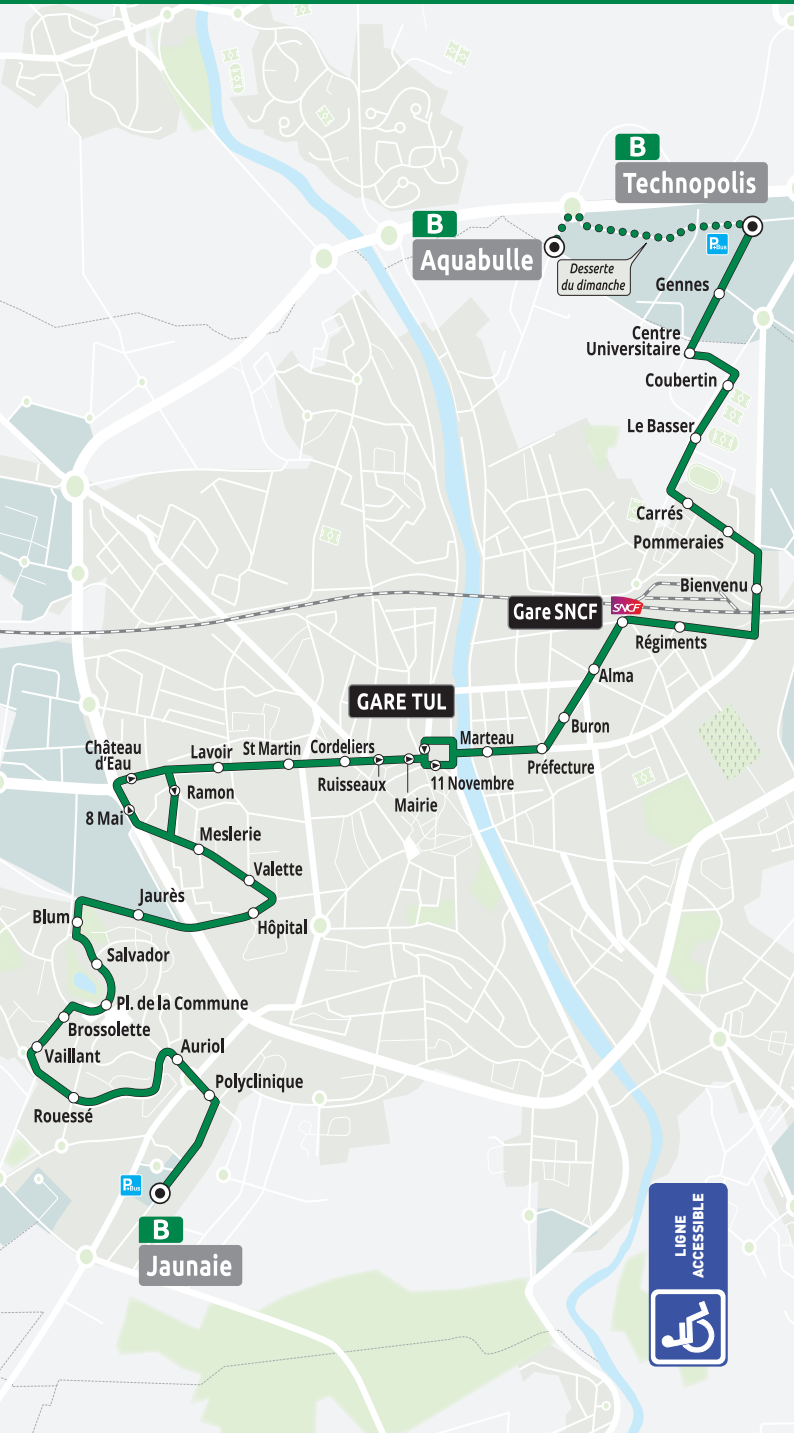 B
Technopolis
B
Aquabulle
P+Bus
Desserte
du dimanche
Gennes
Centre
Universitaire
Coubertin
Le Basser
Carrés
Pommeraies
Bienvenu
Gare SNCF
SNCF
Régiments
Alma
GARE TUL
Buron
Marteau
Préfecture
11 Novembre
Château
d'Eau
Lavoir
St Martin
Cordeliers
Ruisseaux
Mairie
Ramon
8 Mai
Meslerie
Valette
Jaurès
Blum
Hôpital
Salvador
Pl. de la Commune
Brossolette
Vaillant
Auriol
Polyclinique
Rouessé
P+Bus
B
Jaunaie
LIGNE
ACCESSIBLE